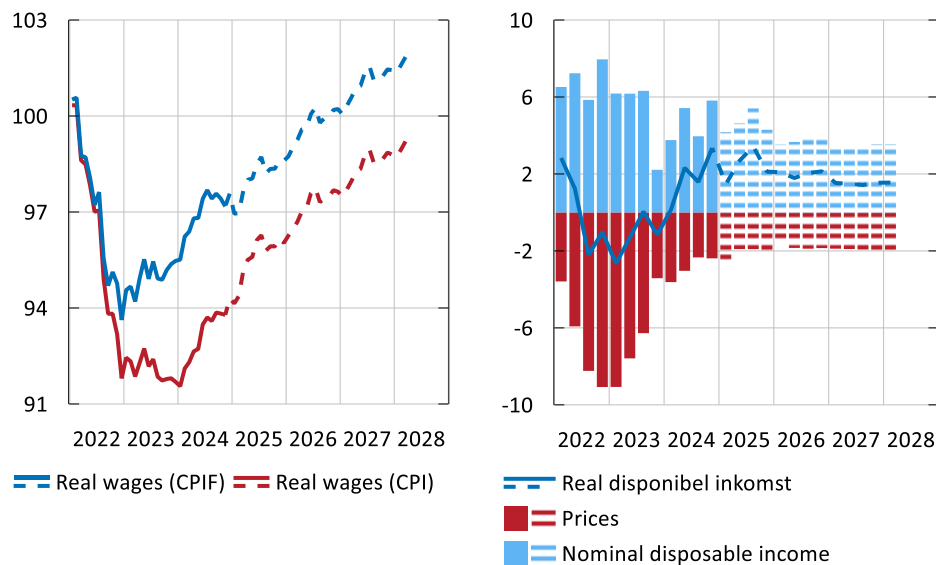 103
100
97
94
91
2022 2023 2024 2025 2026 2027 2028
Real wages (CPIF) Real wages (CPI)
10
6
2
-2
-6
-10
2022 2023 2024 2025 2026 2027 2028
Real disponibel inkomst
Prices
Nominal disposable income